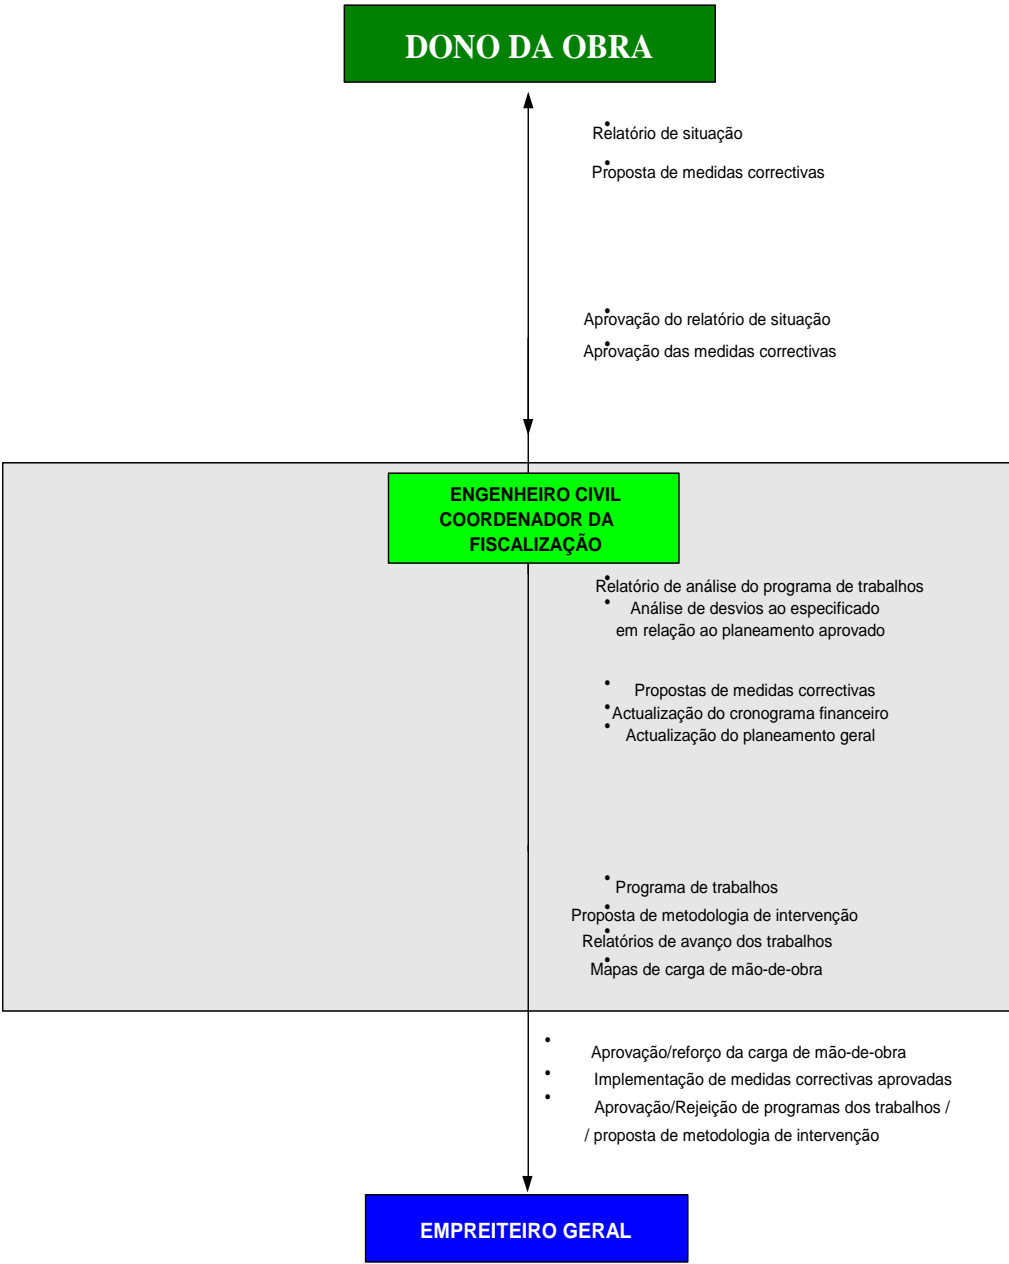 DONO DA OBRA
• Relatório de situação
• Proposta de medidas correctivas
• Aprovação do relatório de situação
• Aprovação das medidas correctivas
ENGENHEIRO CIVIL
COORDENADOR DA
FISCALIZAÇÃO
• Relatório de análise do programa de trabalhos
• Análise de desvios ao especificado
em relação ao planeamento aprovado
• Propostas de medidas correctivas
• Actualização do cronograma financeiro
• Actualização do planeamento geral
• Programa de trabalhos
• Proposta de metodologia de intervenção
• Relatórios de avanço dos trabalhos
• Mapas de carga de mão-de-obra
• Aprovação/reforço da carga de mão-de-obra
• Implementação de medidas correctivas aprovadas
• Aprovação/Rejeição de programas dos trabalhos /
/ proposta de metodologia de intervenção
EMPREITEIRO GERAL